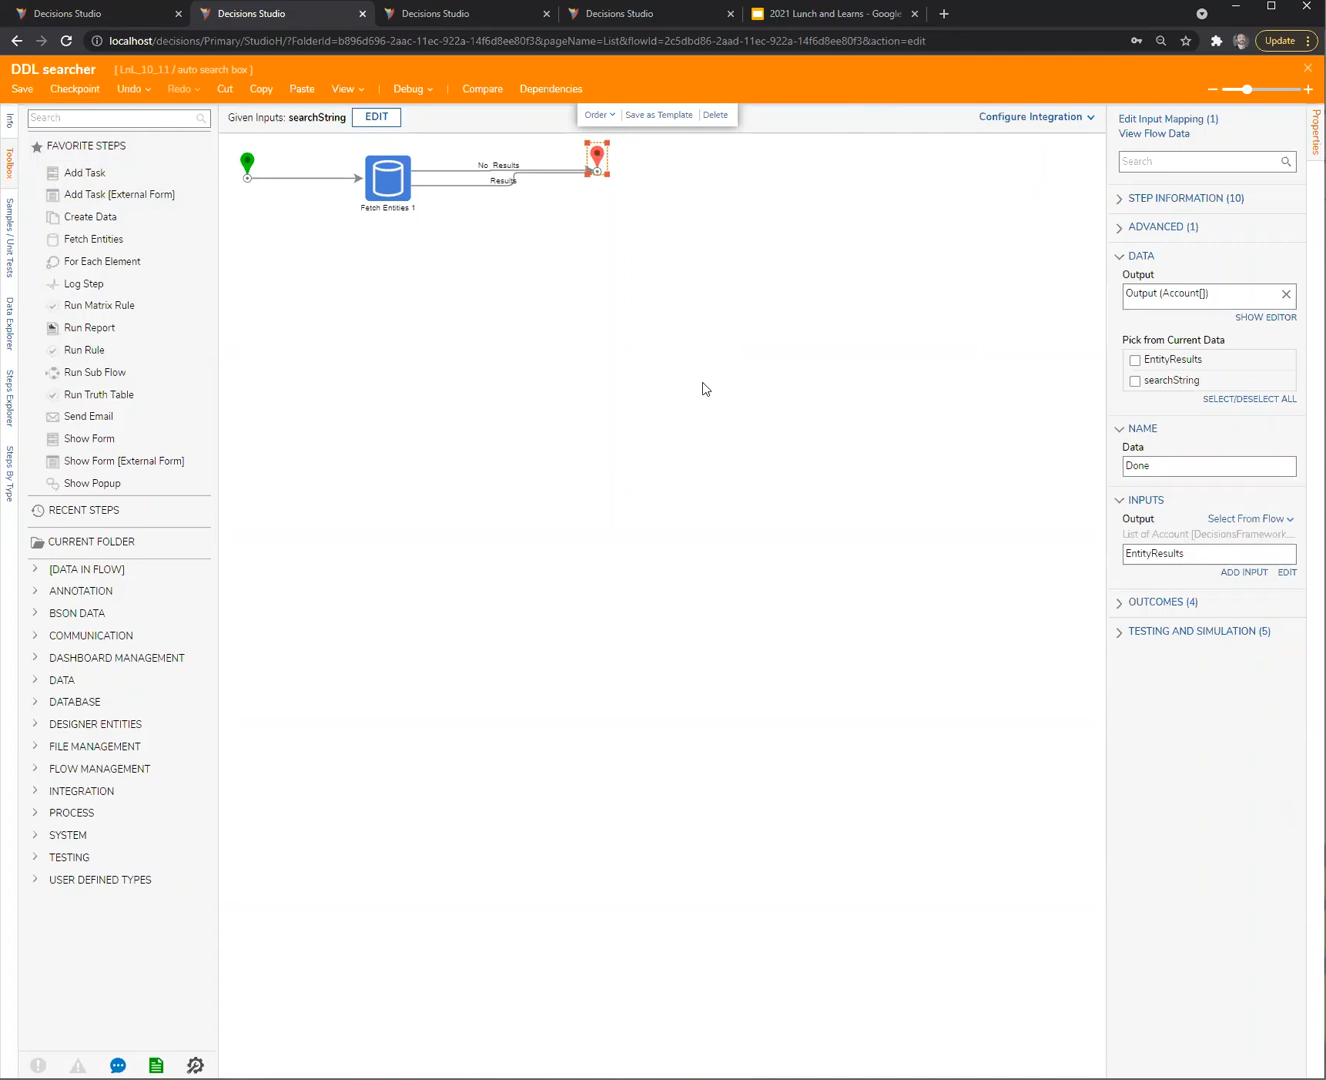 Decisions Studio
Decisions Studio
Decisions Studio
Decisions Studio
2021 Lunch and Learns - Google
localhost/decisions/Primary/StudioH/?FolderId=b896d696-2aac-11ec-922a-14f6d8ee80f3&pageName=List&flowId=2c5dbd86-2aad-11ec-922a-14f6d8ee80f3&action=edit
Update
DDL searcher [ LnL_10_11 / auto search box ]
Save Checkpoint Undo Redo Cut Copy Paste View Debug Compare Dependencies
Info
Toolbox
Samples / Unit Tests
Data Explorer
Steps Explorer
Steps By Type
Search
FAVORITE STEPS
Add Task
Add Task [External Form]
Create Data
Fetch Entities
For Each Element
Log Step
Run Matrix Rule
Run Report
Run Rule
Run Sub Flow
Run Truth Table
Send Email
Show Form
Show Form [External Form]
Show Popup
RECENT STEPS
CURRENT FOLDER
[DATA IN FLOW]
ANNOTATION
BSON DATA
COMMUNICATION
DASHBOARD MANAGEMENT
DATA
DATABASE
DESIGNER ENTITIES
FILE MANAGEMENT
FLOW MANAGEMENT
INTEGRATION
PROCESS
SYSTEM
TESTING
USER DEFINED TYPES
Given Inputs: searchString EDIT
Order Save as Template Delete
Configure Integration
No Results
Results
Fetch Entities 1
Properties
Edit Input Mapping (1)
View Flow Data
Search
STEP INFORMATION (10)
ADVANCED (1)
DATA
Output
Output (Account[])
SHOW EDITOR
Pick from Current Data
EntityResults
searchString
SELECT/DESELECT ALL
NAME
Data
Done
INPUTS
Output Select From Flow
List of Account [DecisionsFramework....
EntityResults
ADD INPUT EDIT
OUTCOMES (4)
TESTING AND SIMULATION (5)